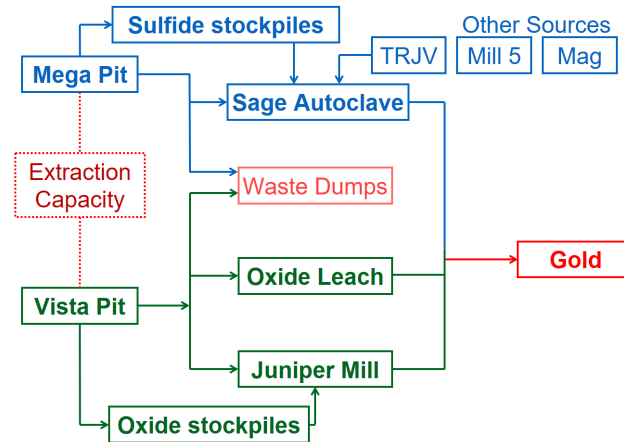 Sulfide stockpiles
Other Sources
TRJV
Mill 5
Mag
Mega Pit
Sage Autoclave
Extraction
Capacity
Waste Dumps
Gold
Oxide Leach
Vista Pit
Juniper Mill
Oxide stockpiles